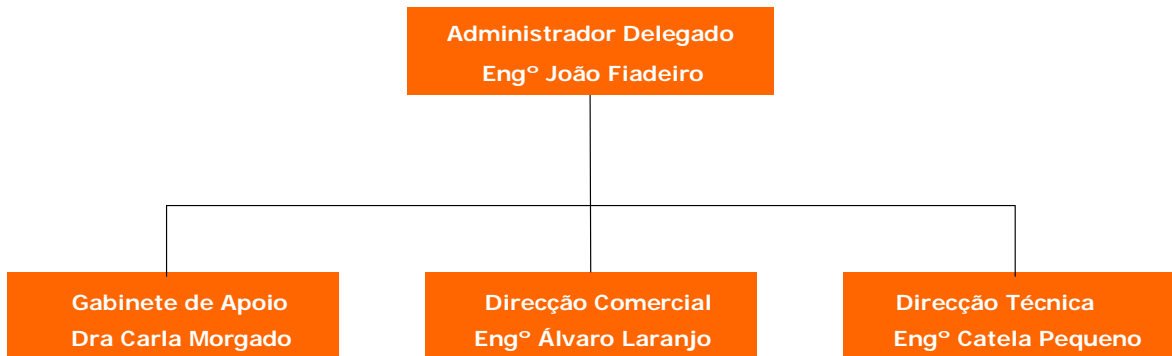 Administrador Delegado
Engº João Fiadeiro
Gabinete de Apoio
Dra Carla Morgado
Direcção Comercial
Engº Álvaro Laranjo
Direcção Técnica
Engº Catela Pequeno